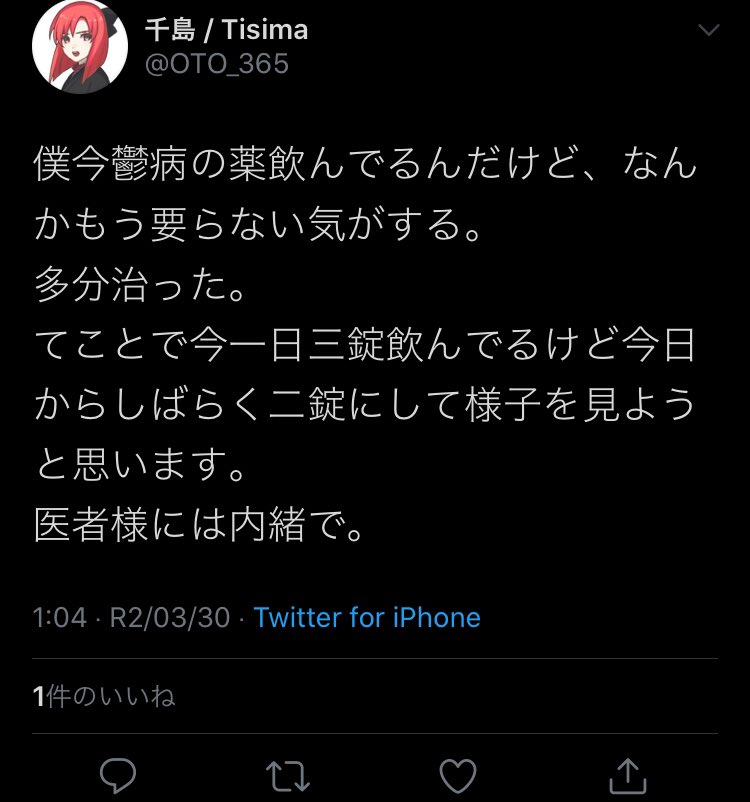 千島 / Tisima
@OTO_365
僕今鬱病の薬飲んでるんだけど、なん
かもう要らない気がする。
多分治った。
てことで今一日三錠飲んでるけど今日
からしばらく二錠にして様子を見よう
と思います。
医者様には内緒で。
1:04 · R2/03/30 · Twitter for iPhone
1件のいいね